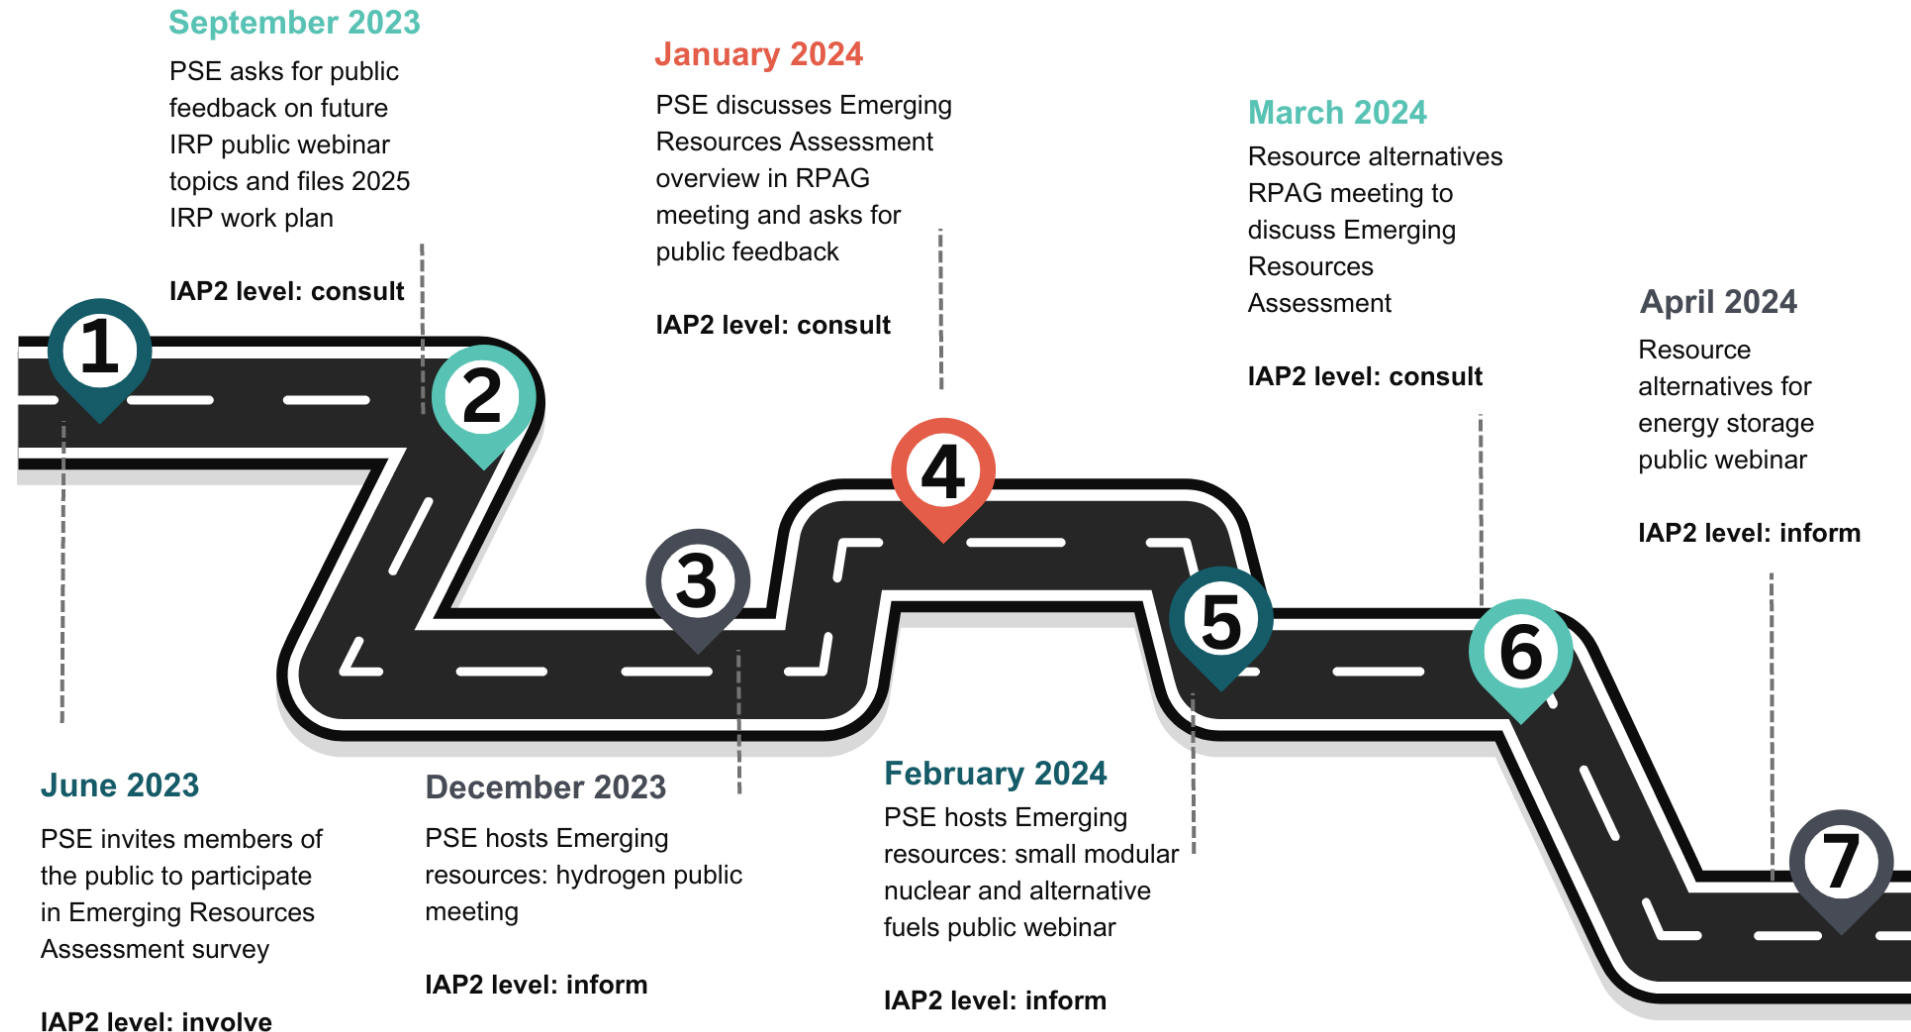 September 2023
PSE asks for public
feedback on future
IRP public webinar
topics and files 2025
IRP work plan
IAP2 level: consult
January 2024
PSE discusses Emerging
Resources Assessment
overview in RPAG
meeting and asks for
public feedback
IAP2 level: consult
March 2024
Resource alternatives
RPAG meeting to
discuss Emerging
Resources
Assessment
IAP2 level: consult
April 2024
Resource
alternatives for
energy storage
public webinar
IAP2 level: inform
1
2
3
4
5
6
7
June 2023
PSE invites members of
the public to participate
in Emerging Resources
Assessment survey
IAP2 level: involve
December 2023
PSE hosts Emerging
resources: hydrogen public
meeting
IAP2 level: inform
February 2024
PSE hosts Emerging
resources: small modular
nuclear and alternative
fuels public webinar
IAP2 level: inform